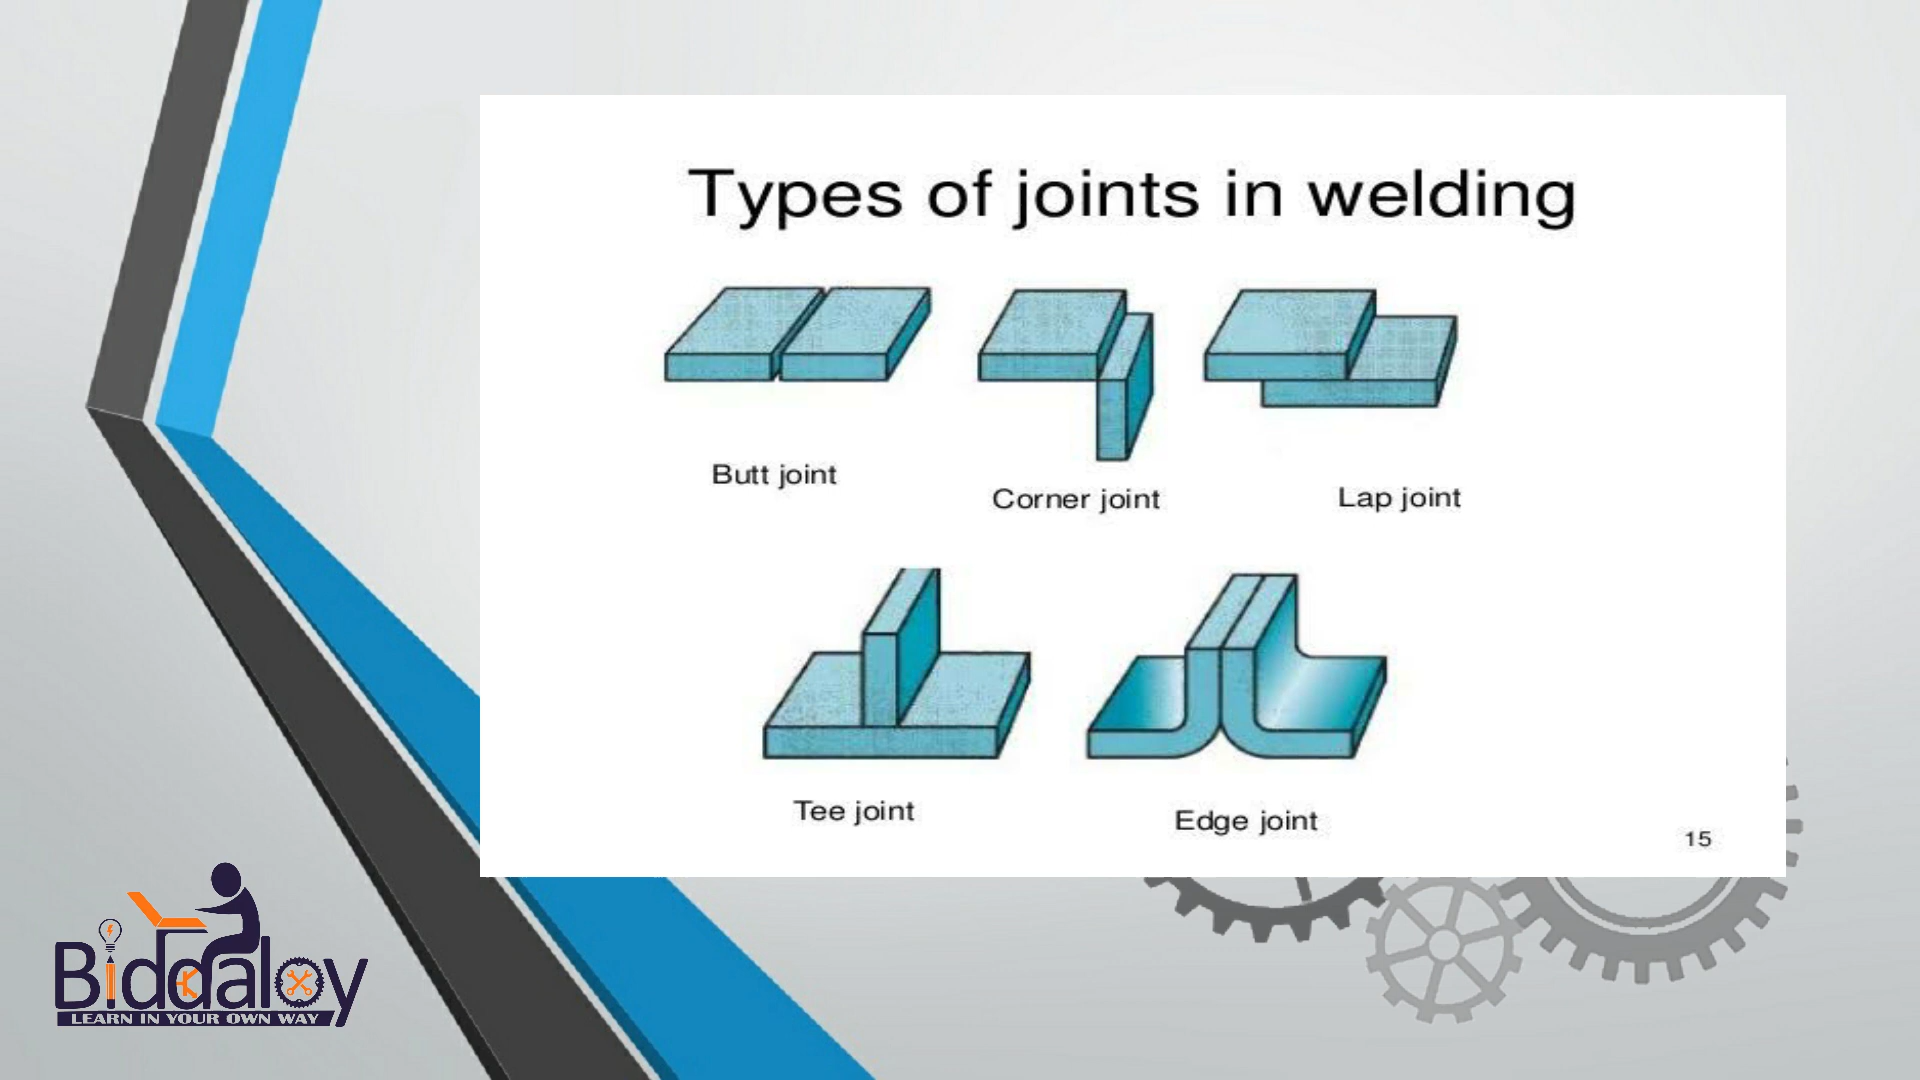 Types of joints in welding
Butt joint
Corner joint
Lap joint
Tee joint
Edge joint
15
Biddaloy
LEARN IN YOUR OWN WAY